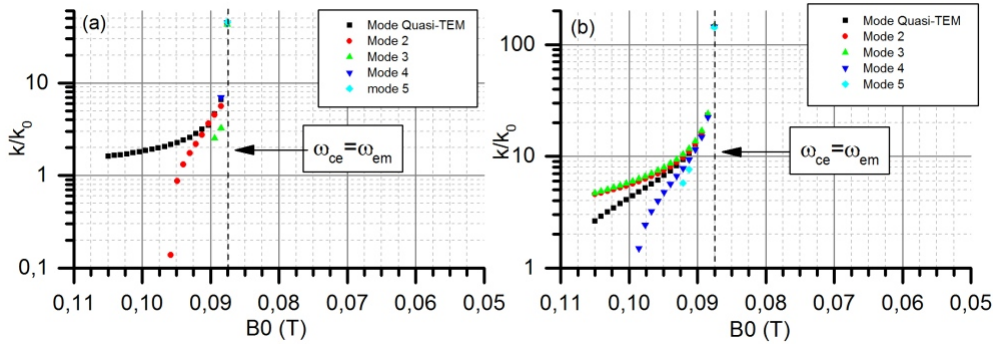 (a)
k/k0
10
1
0,1
0,11 0,10 0,09 0,08 0,07 0,06 0,05
B0 (T)
Mode Quasi-TEM
Mode 2
Mode 3
Mode 4
mode 5
ωce=ωem
(b)
k/k0
100
10
1
0,11 0,10 0,09 0,08 0,07 0,06 0,05
B0 (T)
Mode Quasi-TEM
Mode 2
Mode 3
Mode 4
Mode 5
ωce=ωem